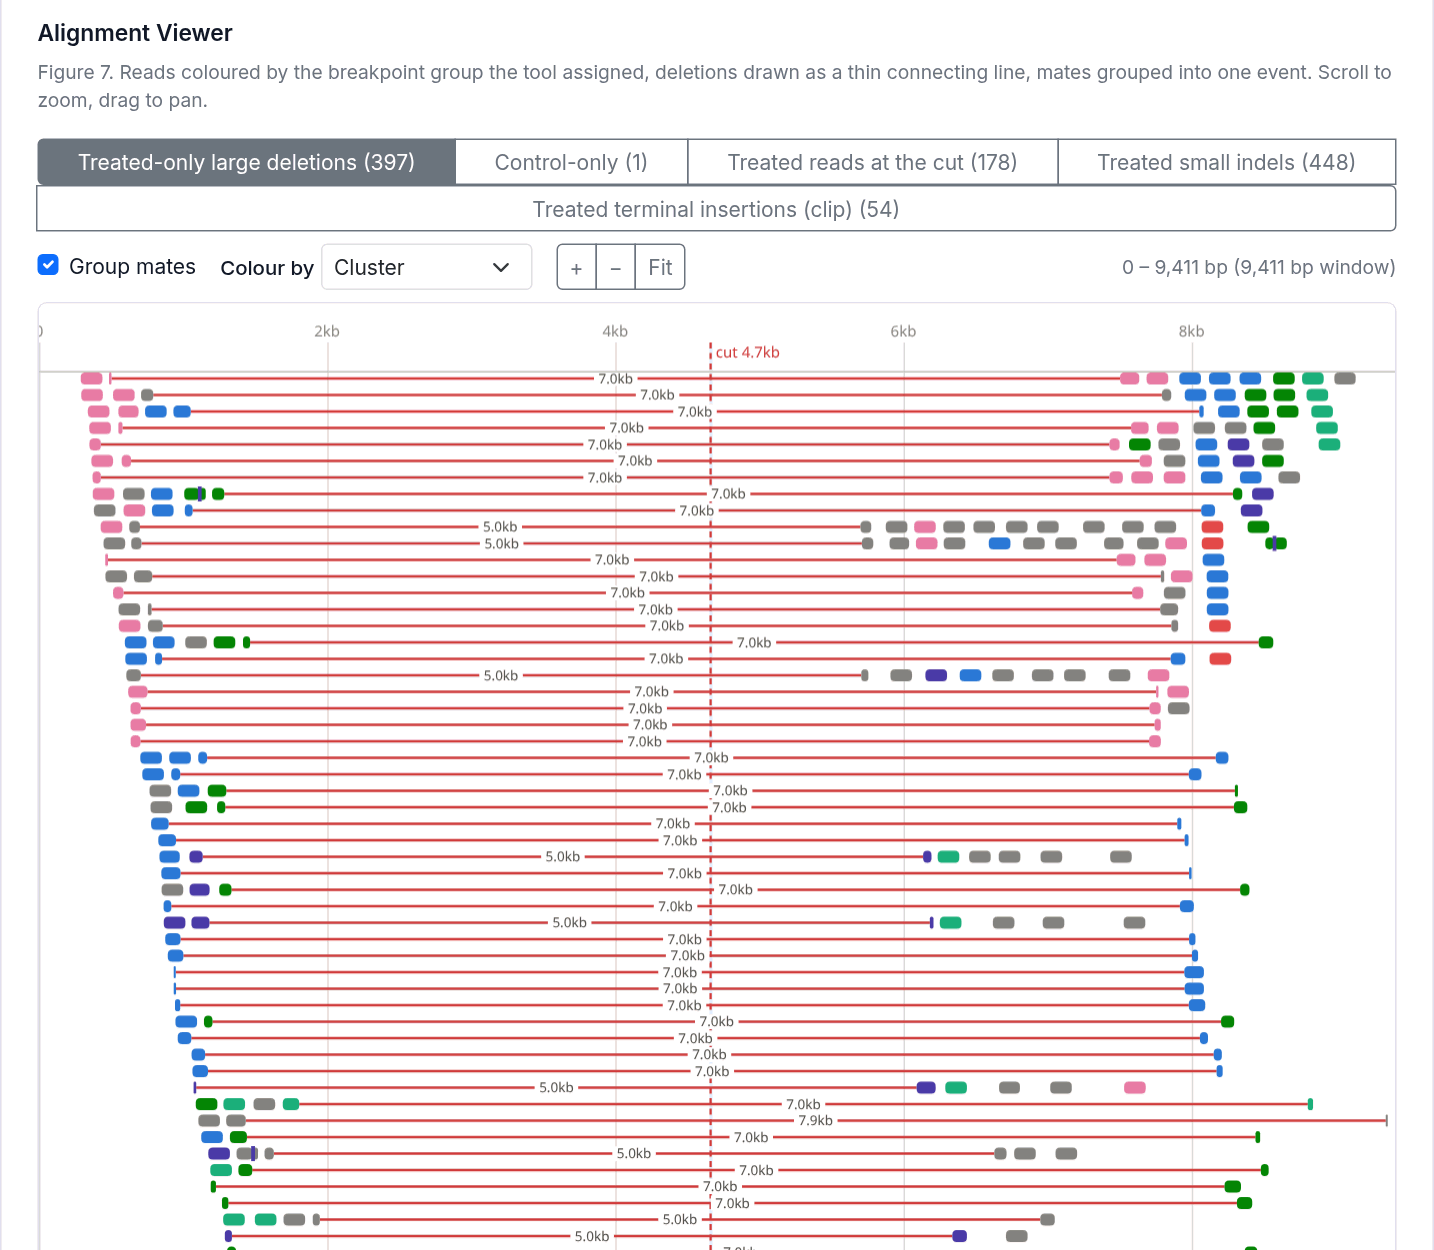 Alignment Viewer
Figure 7. Reads coloured by the breakpoint group the tool assigned, deletions drawn as a thin connecting line, mates grouped into one event. Scroll to
zoom, drag to pan.
Treated-only large deletions (397)
Control-only (1)
Treated reads at the cut (178)
Treated small indels (448)
Treated terminal insertions (clip) (54)
Group mates
Colour by
Cluster
+
−
Fit
0 – 9,411 bp (9,411 bp window)
0
2kb
4kb
6kb
8kb
cut 4.7kb
7.0kb
7.0kb
7.0kb
7.0kb
7.0kb
7.0kb
7.0kb
7.0kb
7.0kb
5.0kb
5.0kb
7.0kb
7.0kb
7.0kb
7.0kb
7.0kb
7.0kb
7.0kb
5.0kb
7.0kb
7.0kb
7.0kb
7.0kb
7.0kb
7.0kb
7.0kb
7.0kb
7.0kb
7.0kb
5.0kb
7.0kb
7.0kb
7.0kb
5.0kb
7.0kb
7.0kb
7.0kb
7.0kb
7.0kb
7.0kb
7.0kb
7.0kb
7.0kb
5.0kb
7.0kb
7.9kb
7.0kb
5.0kb
7.0kb
7.0kb
7.0kb
5.0kb
5.0kb
7.0kb